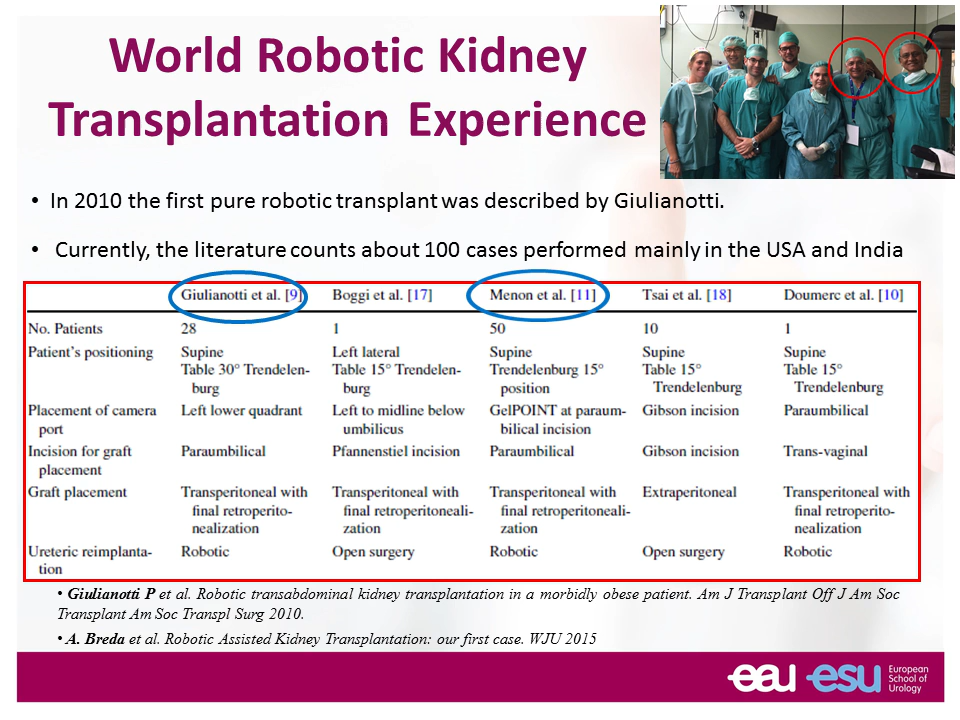 World Robotic Kidney
Transplantation Experience
• In 2010 the first pure robotic transplant was described by Giulianotti.
• Currently, the literature counts about 100 cases performed mainly in the USA and India
Giulianotti et al. [9] Boggi et al. [17] Menon et al. [11] Tsai et al. [18] Doumerc et al. [10]
No. Patients 28 1 50 10 1
Patient's positioning Supine Left lateral Supine Supine Supine
Table 30° Trendelen- Table 15° Trendelen- Trendelenburg 15° Table 15° Table 15°
burg burg position Trendelenburg Trendelenburg
Placement of camera Left lower quadrant Left to midline below GelPOINT at paraum- Gibson incision Paraumbilical
port umbilicus bilical incision
Incision for graft Paraumbilical Pfannenstiel incision Paraumbilical Gibson incision Trans-vaginal
placement
Graft placement Transperitoneal with Transperitoneal with Transperitoneal with Extraperitoneal Transperitoneal with
final retroperito- final retroperitoneali- final retroperitoneali- final retroperito-
nealization zation zation nealization
Ureteric reimplanta- Robotic Open surgery Robotic Open surgery Robotic
tion
• Giulianotti P et al. Robotic transabdominal kidney transplantation in a morbidly obese patient. Am J Transplant Off J Am Soc
Transplant Am Soc Transpl Surg 2010.
• A. Breda et al. Robotic Assisted Kidney Transplantation: our first case. WJU 2015
eau esu European
School of
Urology